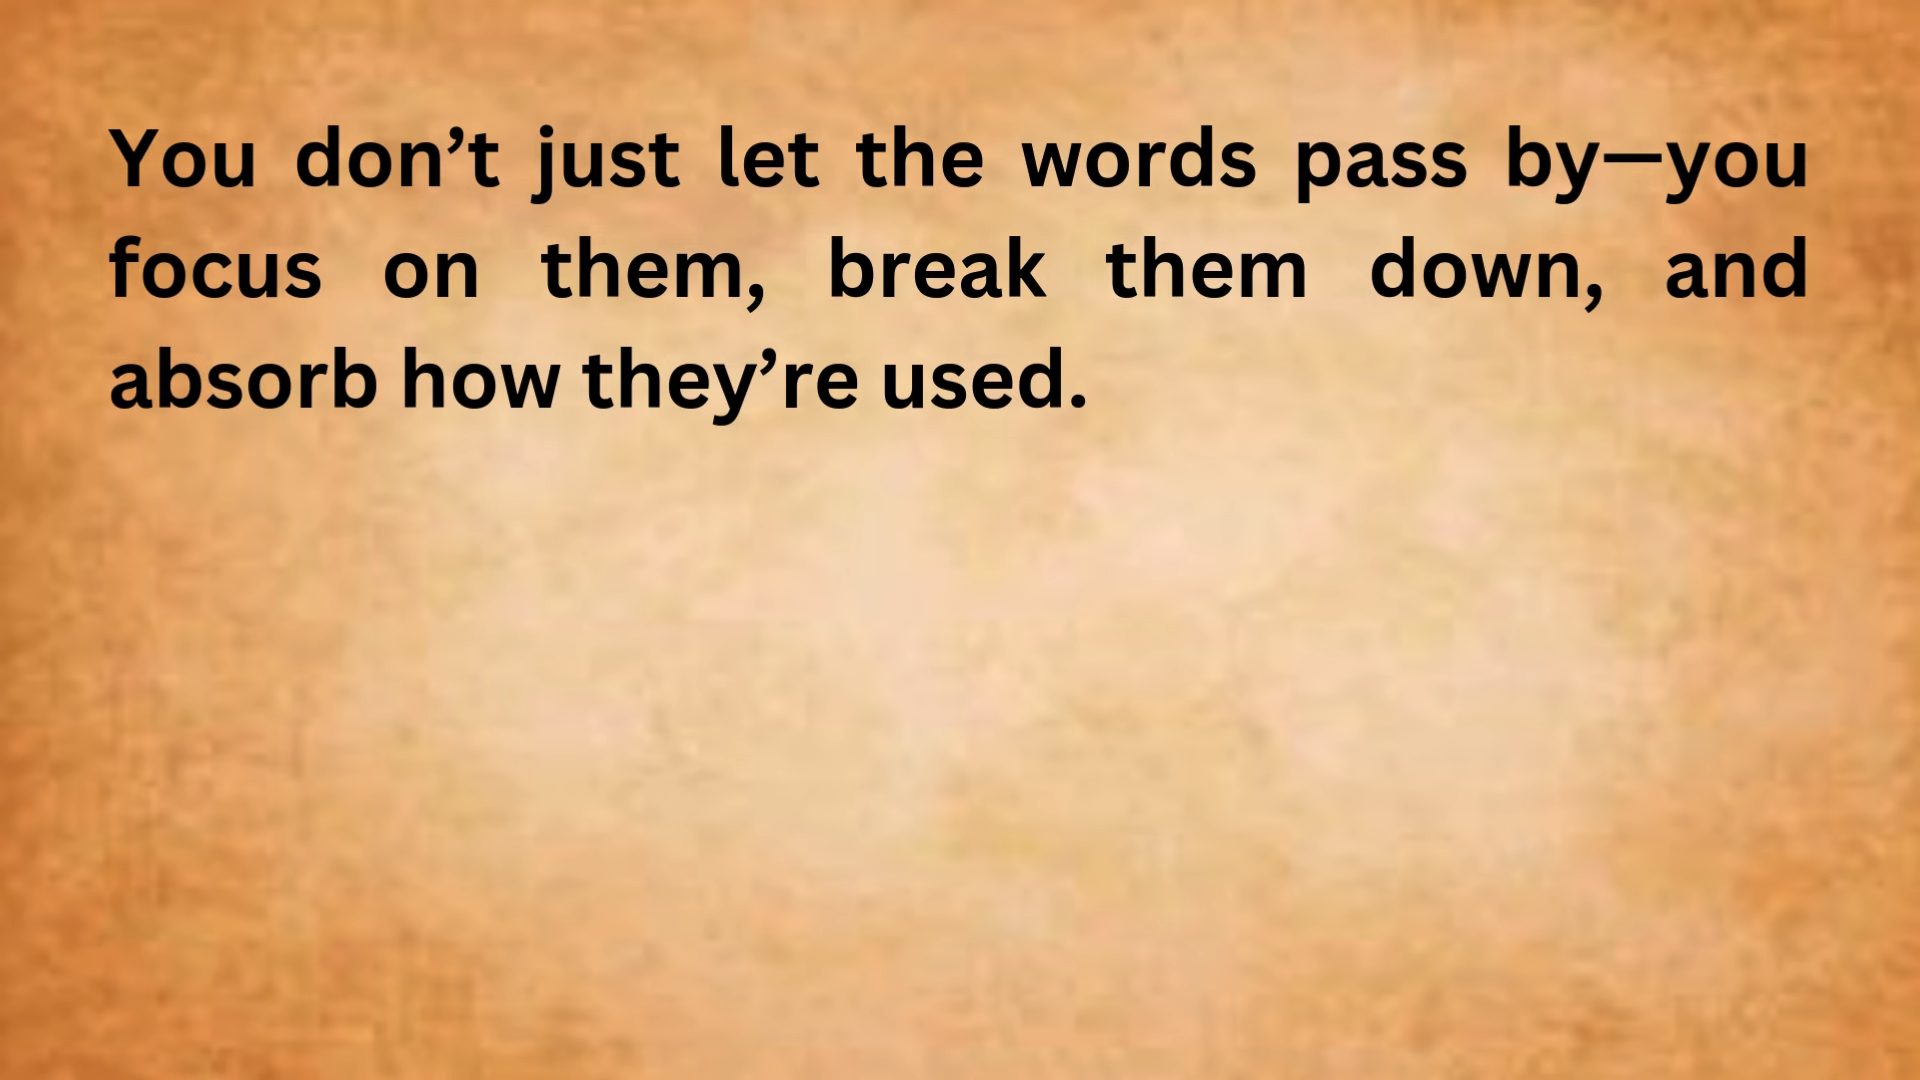 You don’t just let the words pass by—you
focus on them, break them down, and
absorb how they’re used.